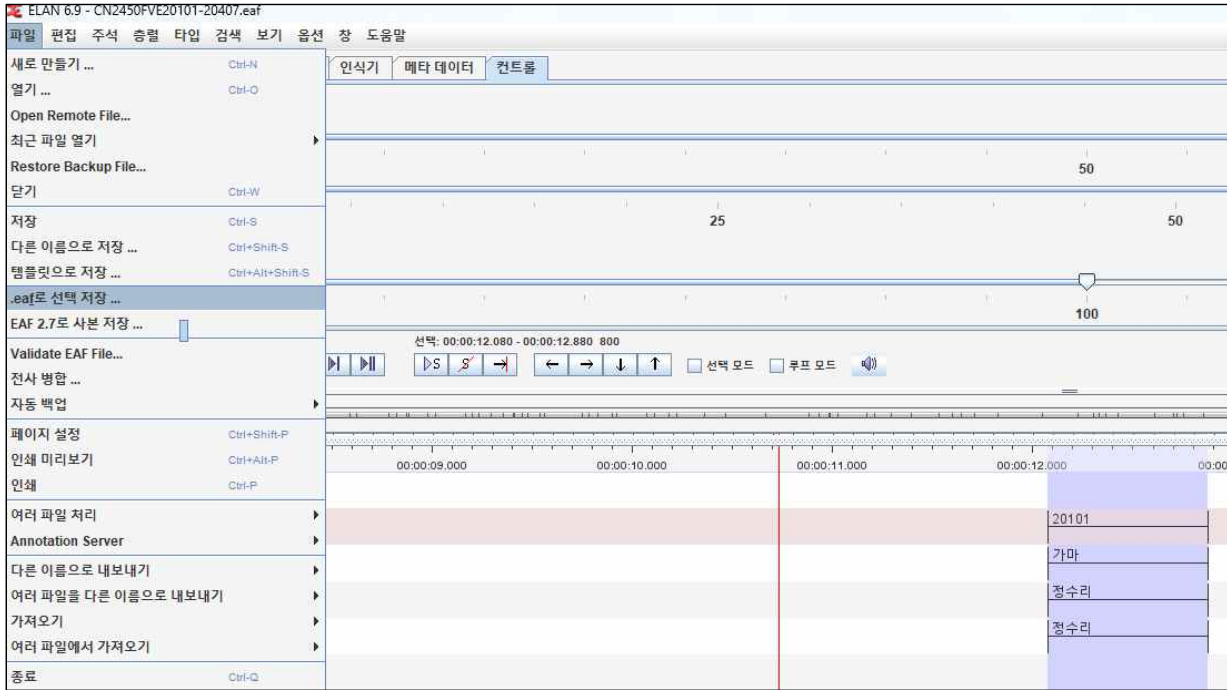 ELAN 6.9 - CN2450FVE20101-20407.eaf
파일 편집 주석 층렬 타입 검색 보기 옵션 창 도움말
새로 만들기 ... Ctrl-N
인식기 메타 데이터 컨트롤
열기 ... Ctrl-O
Open Remote File...
최근 파일 열기
Restore Backup File...
50
닫기 Ctrl-W
저장 Ctrl-S
25 50
다른 이름으로 저장 ... Ctrl+Shift-S
템플릿으로 저장 ... Ctrl+Alt+Shift-S
.eaf로 선택 저장 ...
100
EAF 2.7로 사본 저장 ...
선택: 00:00:12.080 - 00:00:12.880 800
Validate EAF File...
S S 선택 모드 루프 모드
전사 병합 ...
자동 백업
페이지 설정 Ctrl+Shift-P
인쇄 미리보기 Ctrl+Alt-P
00:00:09.000 00:00:10.000 00:00:11.000 00:00:12.000 00:00
인쇄 Ctrl-P
여러 파일 처리
20101
Annotation Server
가마
다른 이름으로 내보내기
여러 파일을 다른 이름으로 내보내기
정수리
가져오기
정수리
여러 파일에서 가져오기
종료 Ctrl-Q